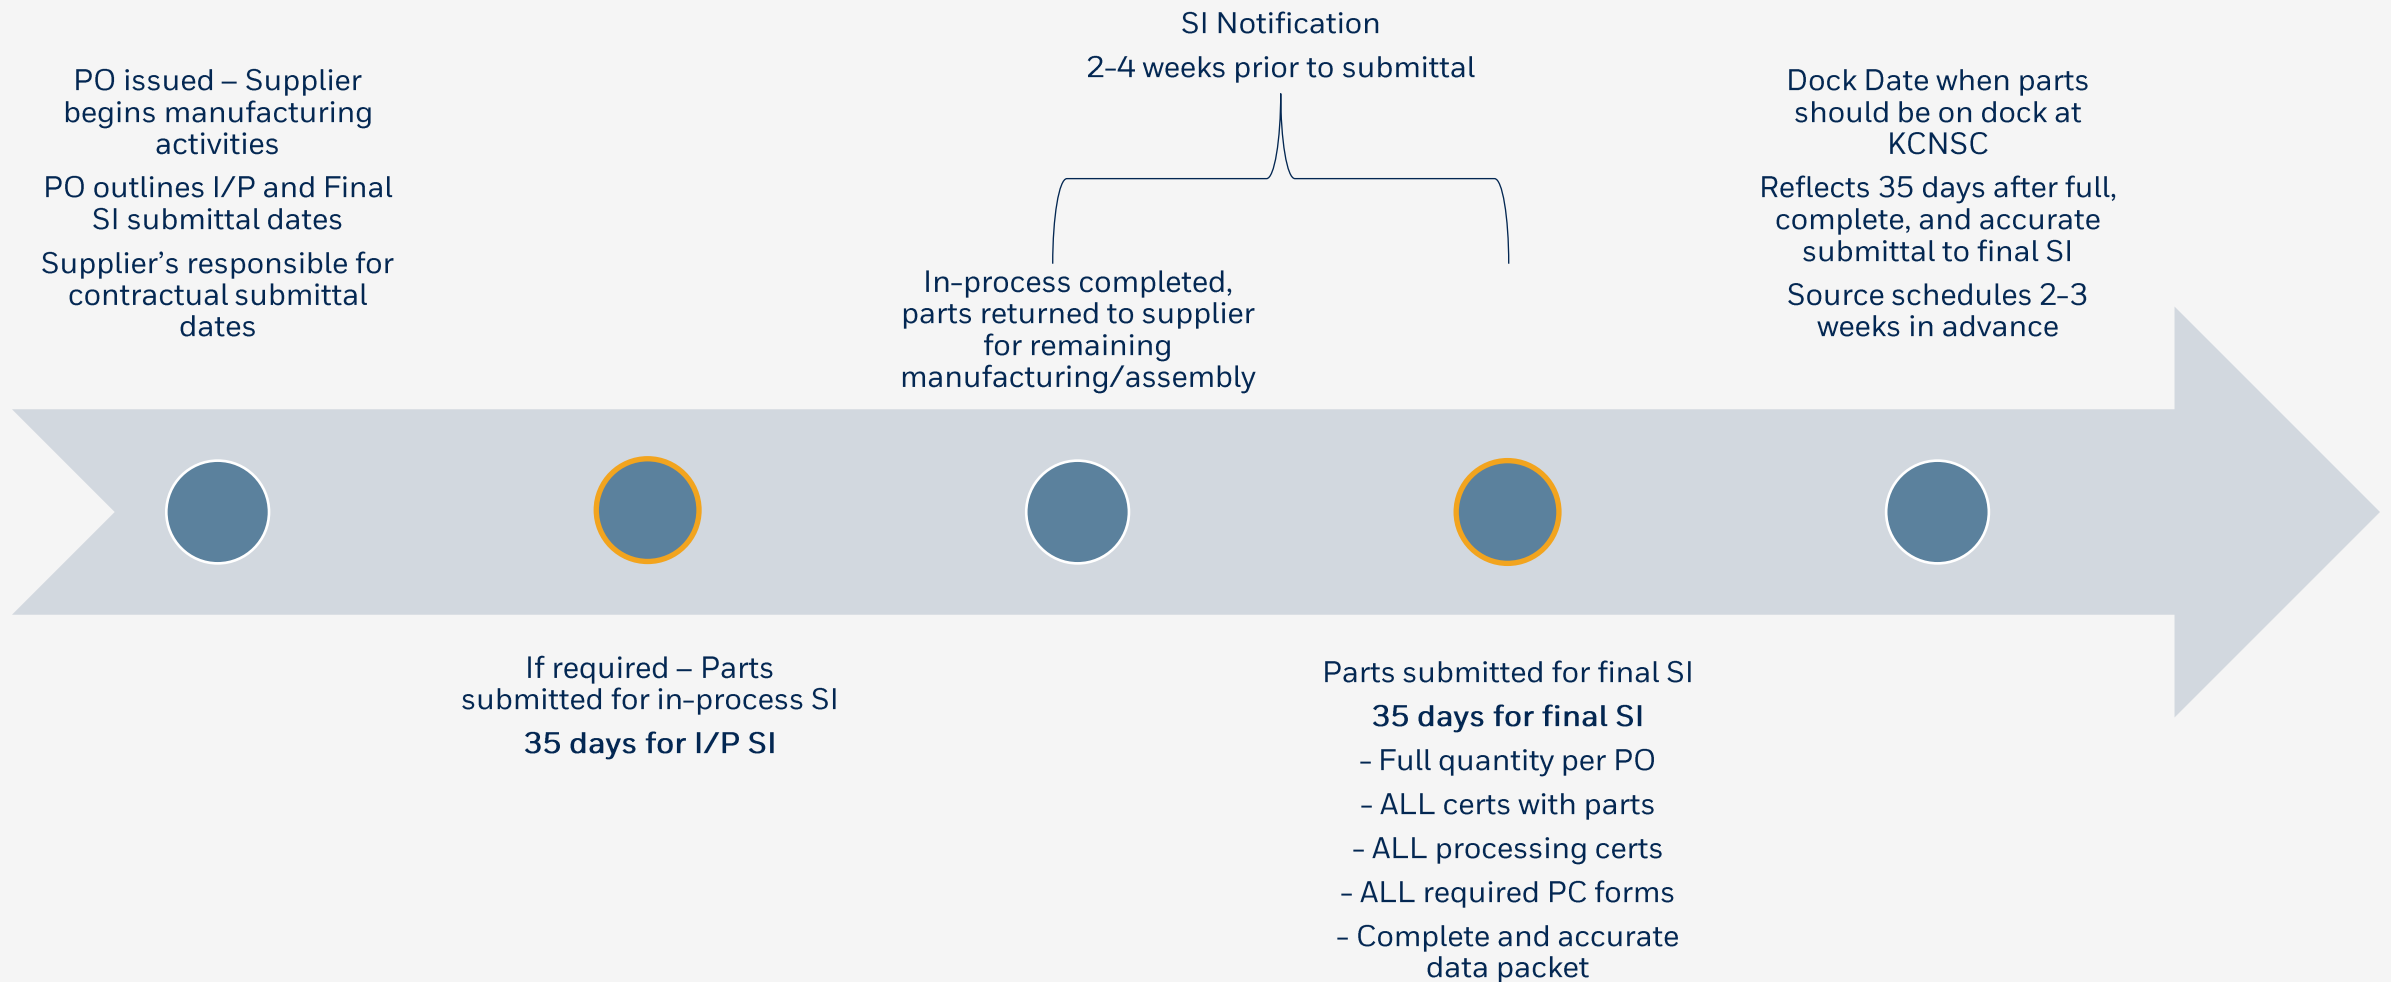 PO issued – Supplier
begins manufacturing
activities
PO outlines I/P and Final
SI submittal dates
Supplier’s responsible for
contractual submittal
dates
If required – Parts
submitted for in-process SI
35 days for I/P SI
SI Notification
2-4 weeks prior to submittal
In-process completed,
parts returned to supplier
for remaining
manufacturing/assembly
Parts submitted for final SI
35 days for final SI
- Full quantity per PO
- ALL certs with parts
- ALL processing certs
- ALL required PC forms
- Complete and accurate
data packet
Dock Date when parts
should be on dock at
KCNSC
Reflects 35 days after full,
complete, and accurate
submittal to final SI
Source schedules 2-3
weeks in advance